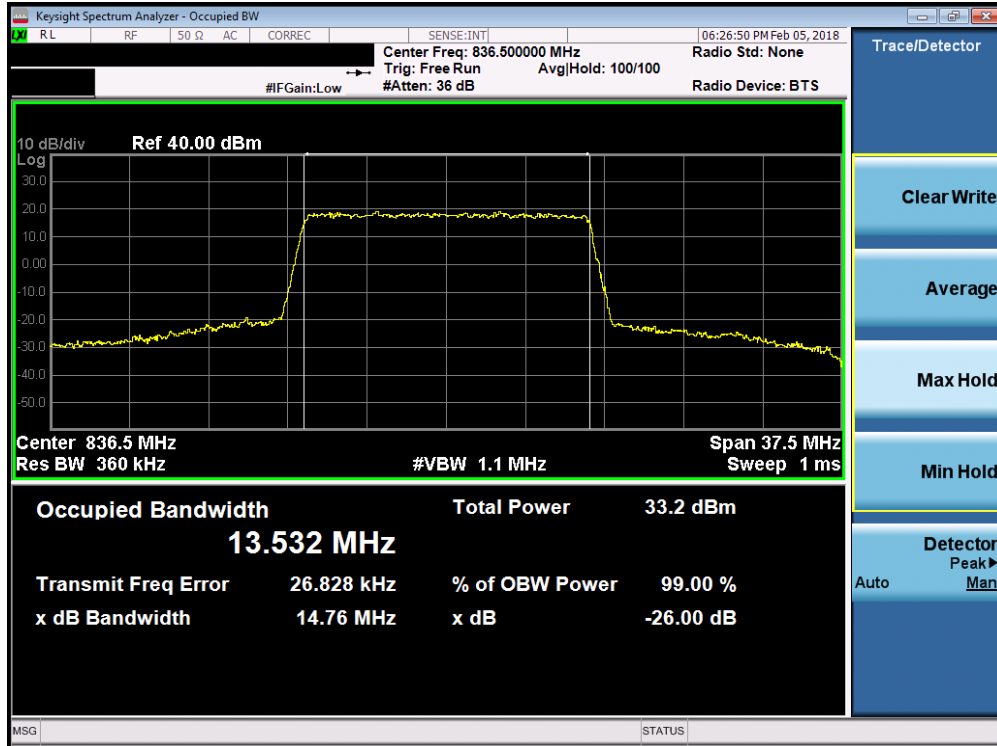 Keysight Spectrum Analyzer - Occupied BW
LXI RL RF 50 Ω AC CORREC SENSE:INT 06:26:50 PM Feb 05, 2018
Center Freq: 836.500000 MHz Radio Std: None
Trig: Free Run Avg|Hold: 100/100
#IFGain:Low #Atten: 36 dB Radio Device: BTS
10 dB/div Ref 40.00 dBm
Log
30.0
20.0
10.0
0.00
-10.0
-20.0
-30.0
-40.0
-50.0
Center 836.5 MHz Span 37.5 MHz
Res BW 360 kHz #VBW 1.1 MHz Sweep 1 ms
Occupied Bandwidth Total Power 33.2 dBm
13.532 MHz
Transmit Freq Error 26.828 kHz % of OBW Power 99.00 %
x dB Bandwidth 14.76 MHz x dB -26.00 dB
MSG STATUS
Trace/Detector
Clear Write
Average
Max Hold
Min Hold
Detector
Peak▶
Auto Man